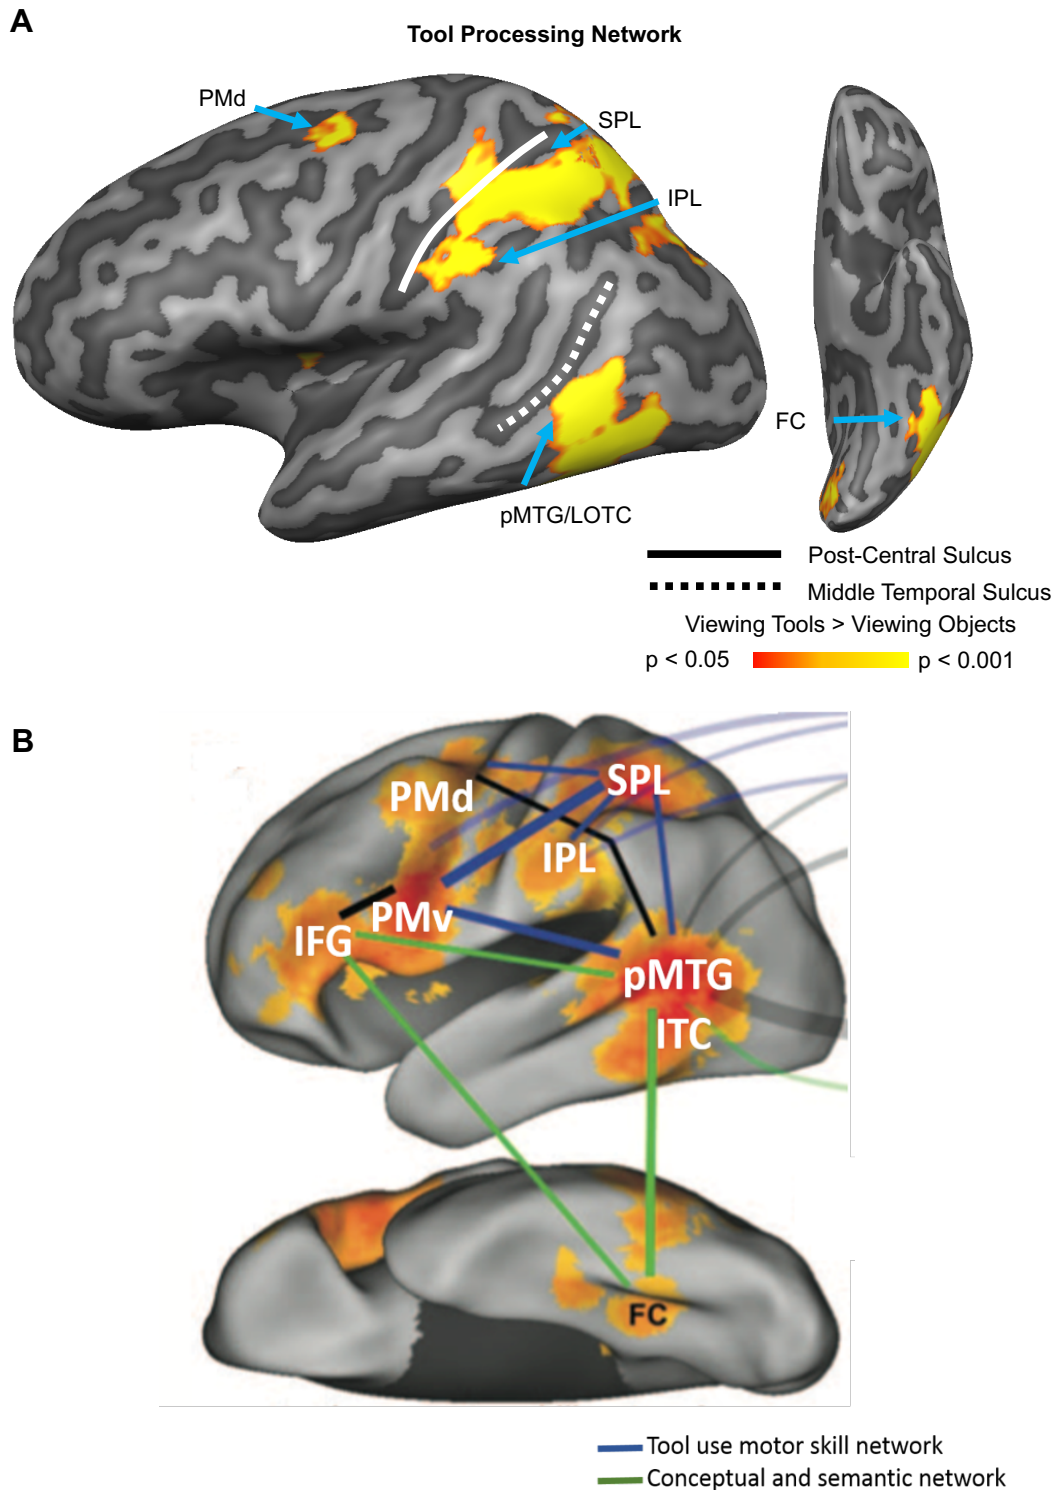 A
Tool Processing Network
PMd
SPL
IPL
FC
pMTG/LOTC
Post-Central Sulcus
Middle Temporal Sulcus
Viewing Tools > Viewing Objects
p < 0.05 p < 0.001
B
PMd
SPL
IPL
PMv
IFG
pMTG
ITC
FC
Tool use motor skill network
Conceptual and semantic network